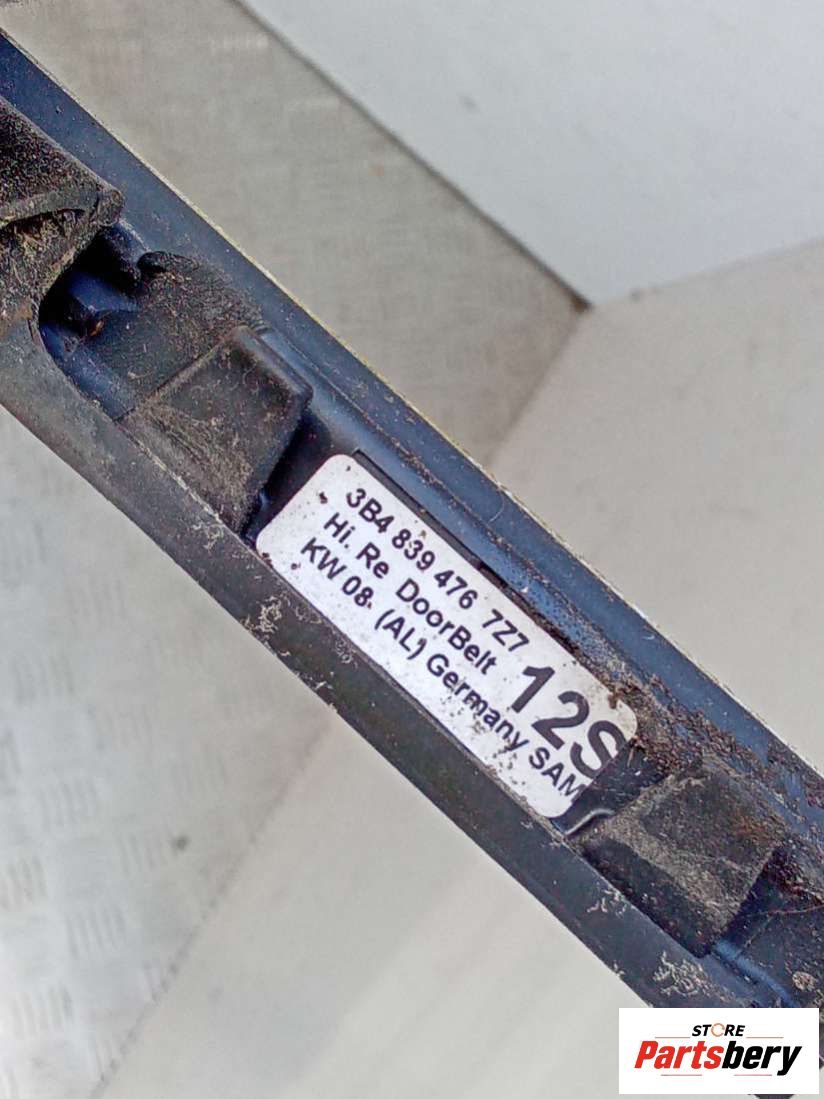 3B4 839 476 7Z7
Hi. Re DoorBelt
KW 08. (AL) Germany SAM
12S
STORE
Partsbery